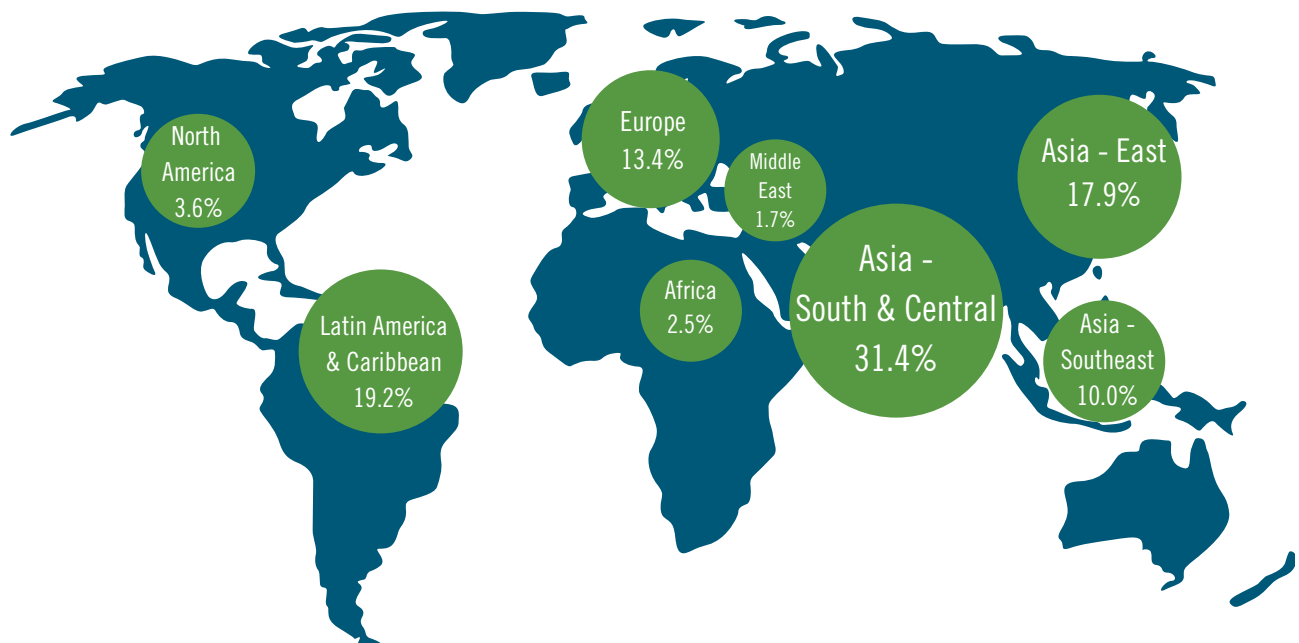 North
America
3.6%
Latin America
& Caribbean
19.2%
Europe
13.4%
Middle
East
1.7%
Africa
2.5%
Asia -
South & Central
31.4%
Asia - East
17.9%
Asia -
Southeast
10.0%